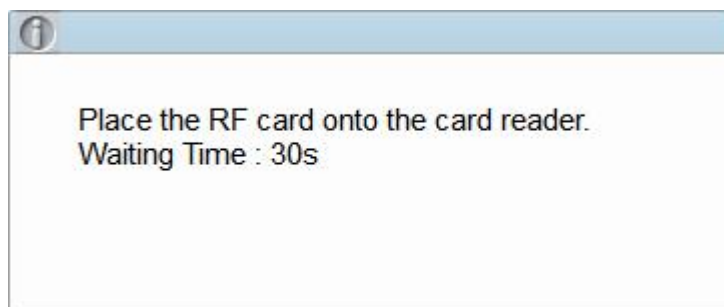 Place the RF card onto the card reader.
Waiting Time : 30s